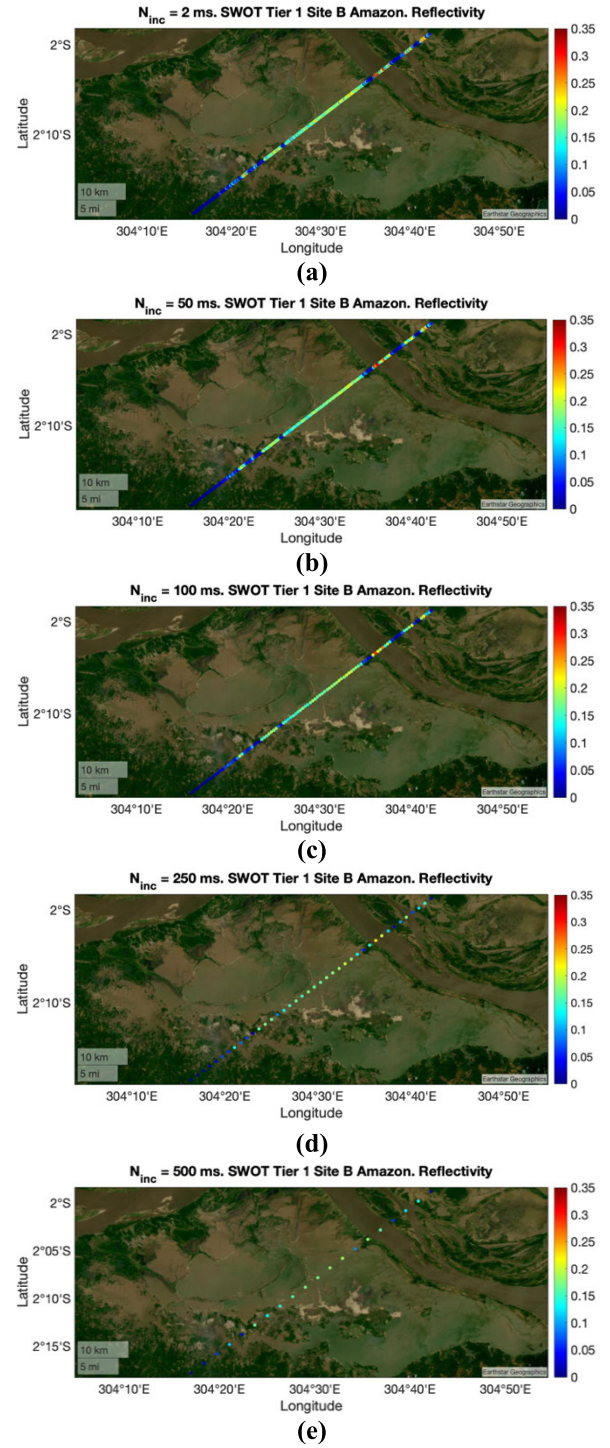 N_inc = 2 ms. SWOT Tier 1 Site B Amazon. Reflectivity
0.35
0.3
0.25
0.2
0.15
0.1
0.05
0
2°S
2°10'S
Latitude
10 km
5 mi
Earthstar Geographics
304°10'E 304°20'E 304°30'E 304°40'E 304°50'E
Longitude
(a)
N_inc = 50 ms. SWOT Tier 1 Site B Amazon. Reflectivity
0.35
0.3
0.25
0.2
0.15
0.1
0.05
0
2°S
2°10'S
Latitude
10 km
5 mi
Earthstar Geographics
304°10'E 304°20'E 304°30'E 304°40'E 304°50'E
Longitude
(b)
N_inc = 100 ms. SWOT Tier 1 Site B Amazon. Reflectivity
0.35
0.3
0.25
0.2
0.15
0.1
0.05
0
2°S
2°10'S
Latitude
10 km
5 mi
Earthstar Geographics
304°10'E 304°20'E 304°30'E 304°40'E 304°50'E
Longitude
(c)
N_inc = 250 ms. SWOT Tier 1 Site B Amazon. Reflectivity
0.35
0.3
0.25
0.2
0.15
0.1
0.05
0
2°S
2°10'S
Latitude
10 km
5 mi
Earthstar Geographics
304°10'E 304°20'E 304°30'E 304°40'E 304°50'E
Longitude
(d)
N_inc = 500 ms. SWOT Tier 1 Site B Amazon. Reflectivity
0.35
0.3
0.25
0.2
0.15
0.1
0.05
0
2°S
2°05'S
2°10'S
2°15'S
Latitude
10 km
5 mi
Earthstar Geographics
304°10'E 304°20'E 304°30'E 304°40'E 304°50'E
Longitude
(e)